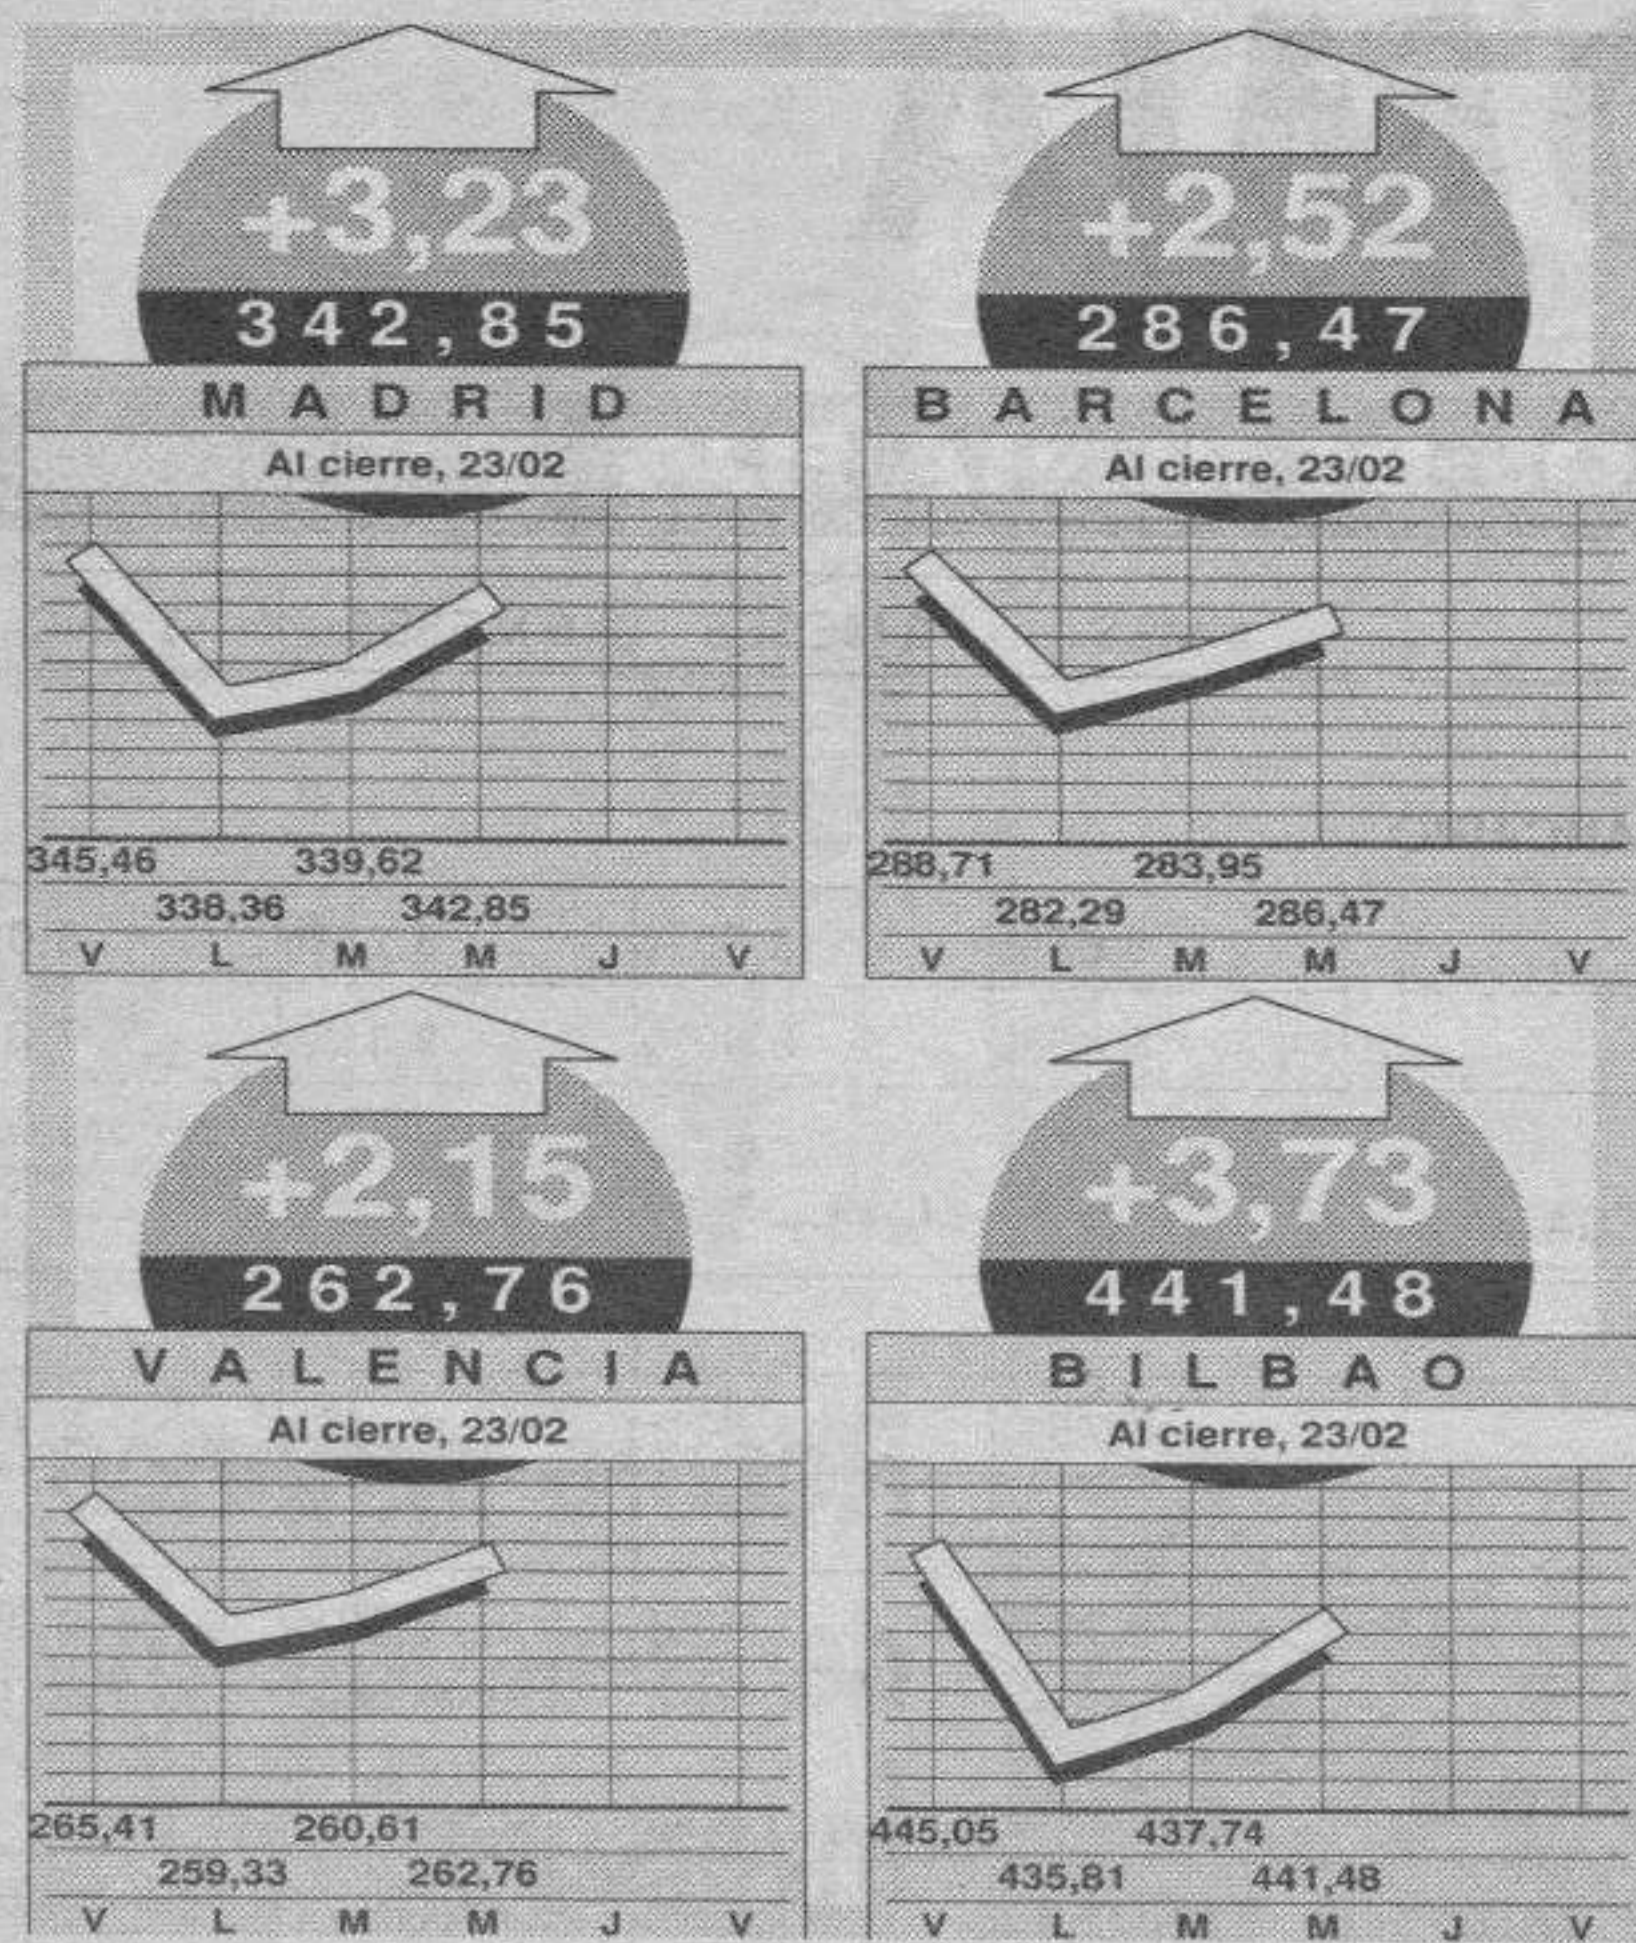 +3,23
342,85
MADRID
Al cierre, 23/02
345,46 339,62
338,36 342,85
V L M M J V
+2,52
286,47
BARCELONA
Al cierre, 23/02
288,71 283,95
282,29 286,47
V L M M J V
+2,15
262,76
VALENCIA
Al cierre, 23/02
265,41 260,61
259,33 262,76
V L M M J V
+3,73
441,48
BILBAO
Al cierre, 23/02
445,05 437,74
435,81 441,48
V L M M J V